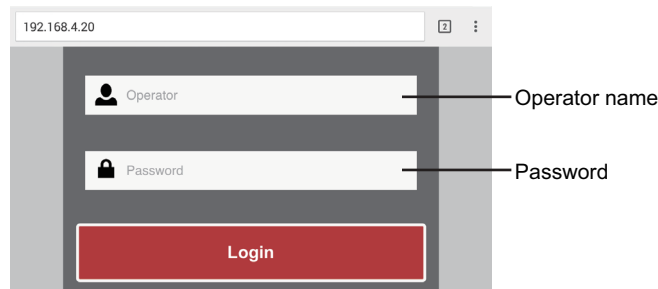 192.168.4.20
2
Operator
Operator name
Password
Password
Login